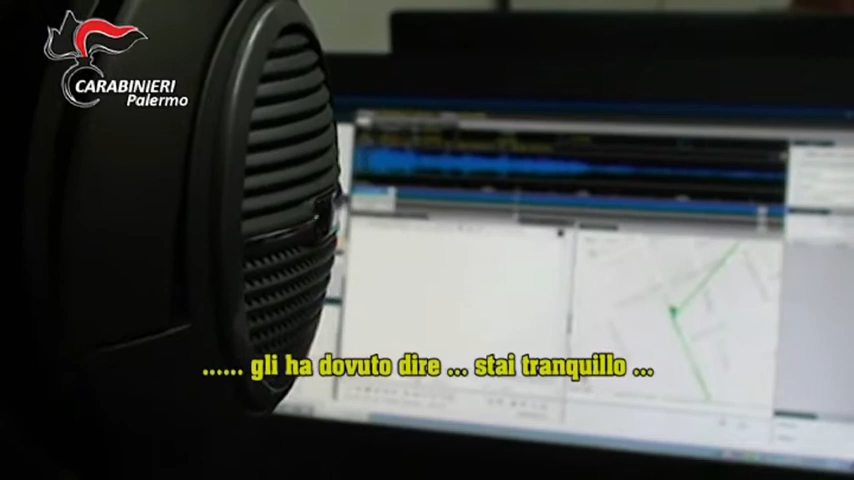 CARABINIERI
Palermo
...... gli ha dovuto dire ... stai tranquillo ...